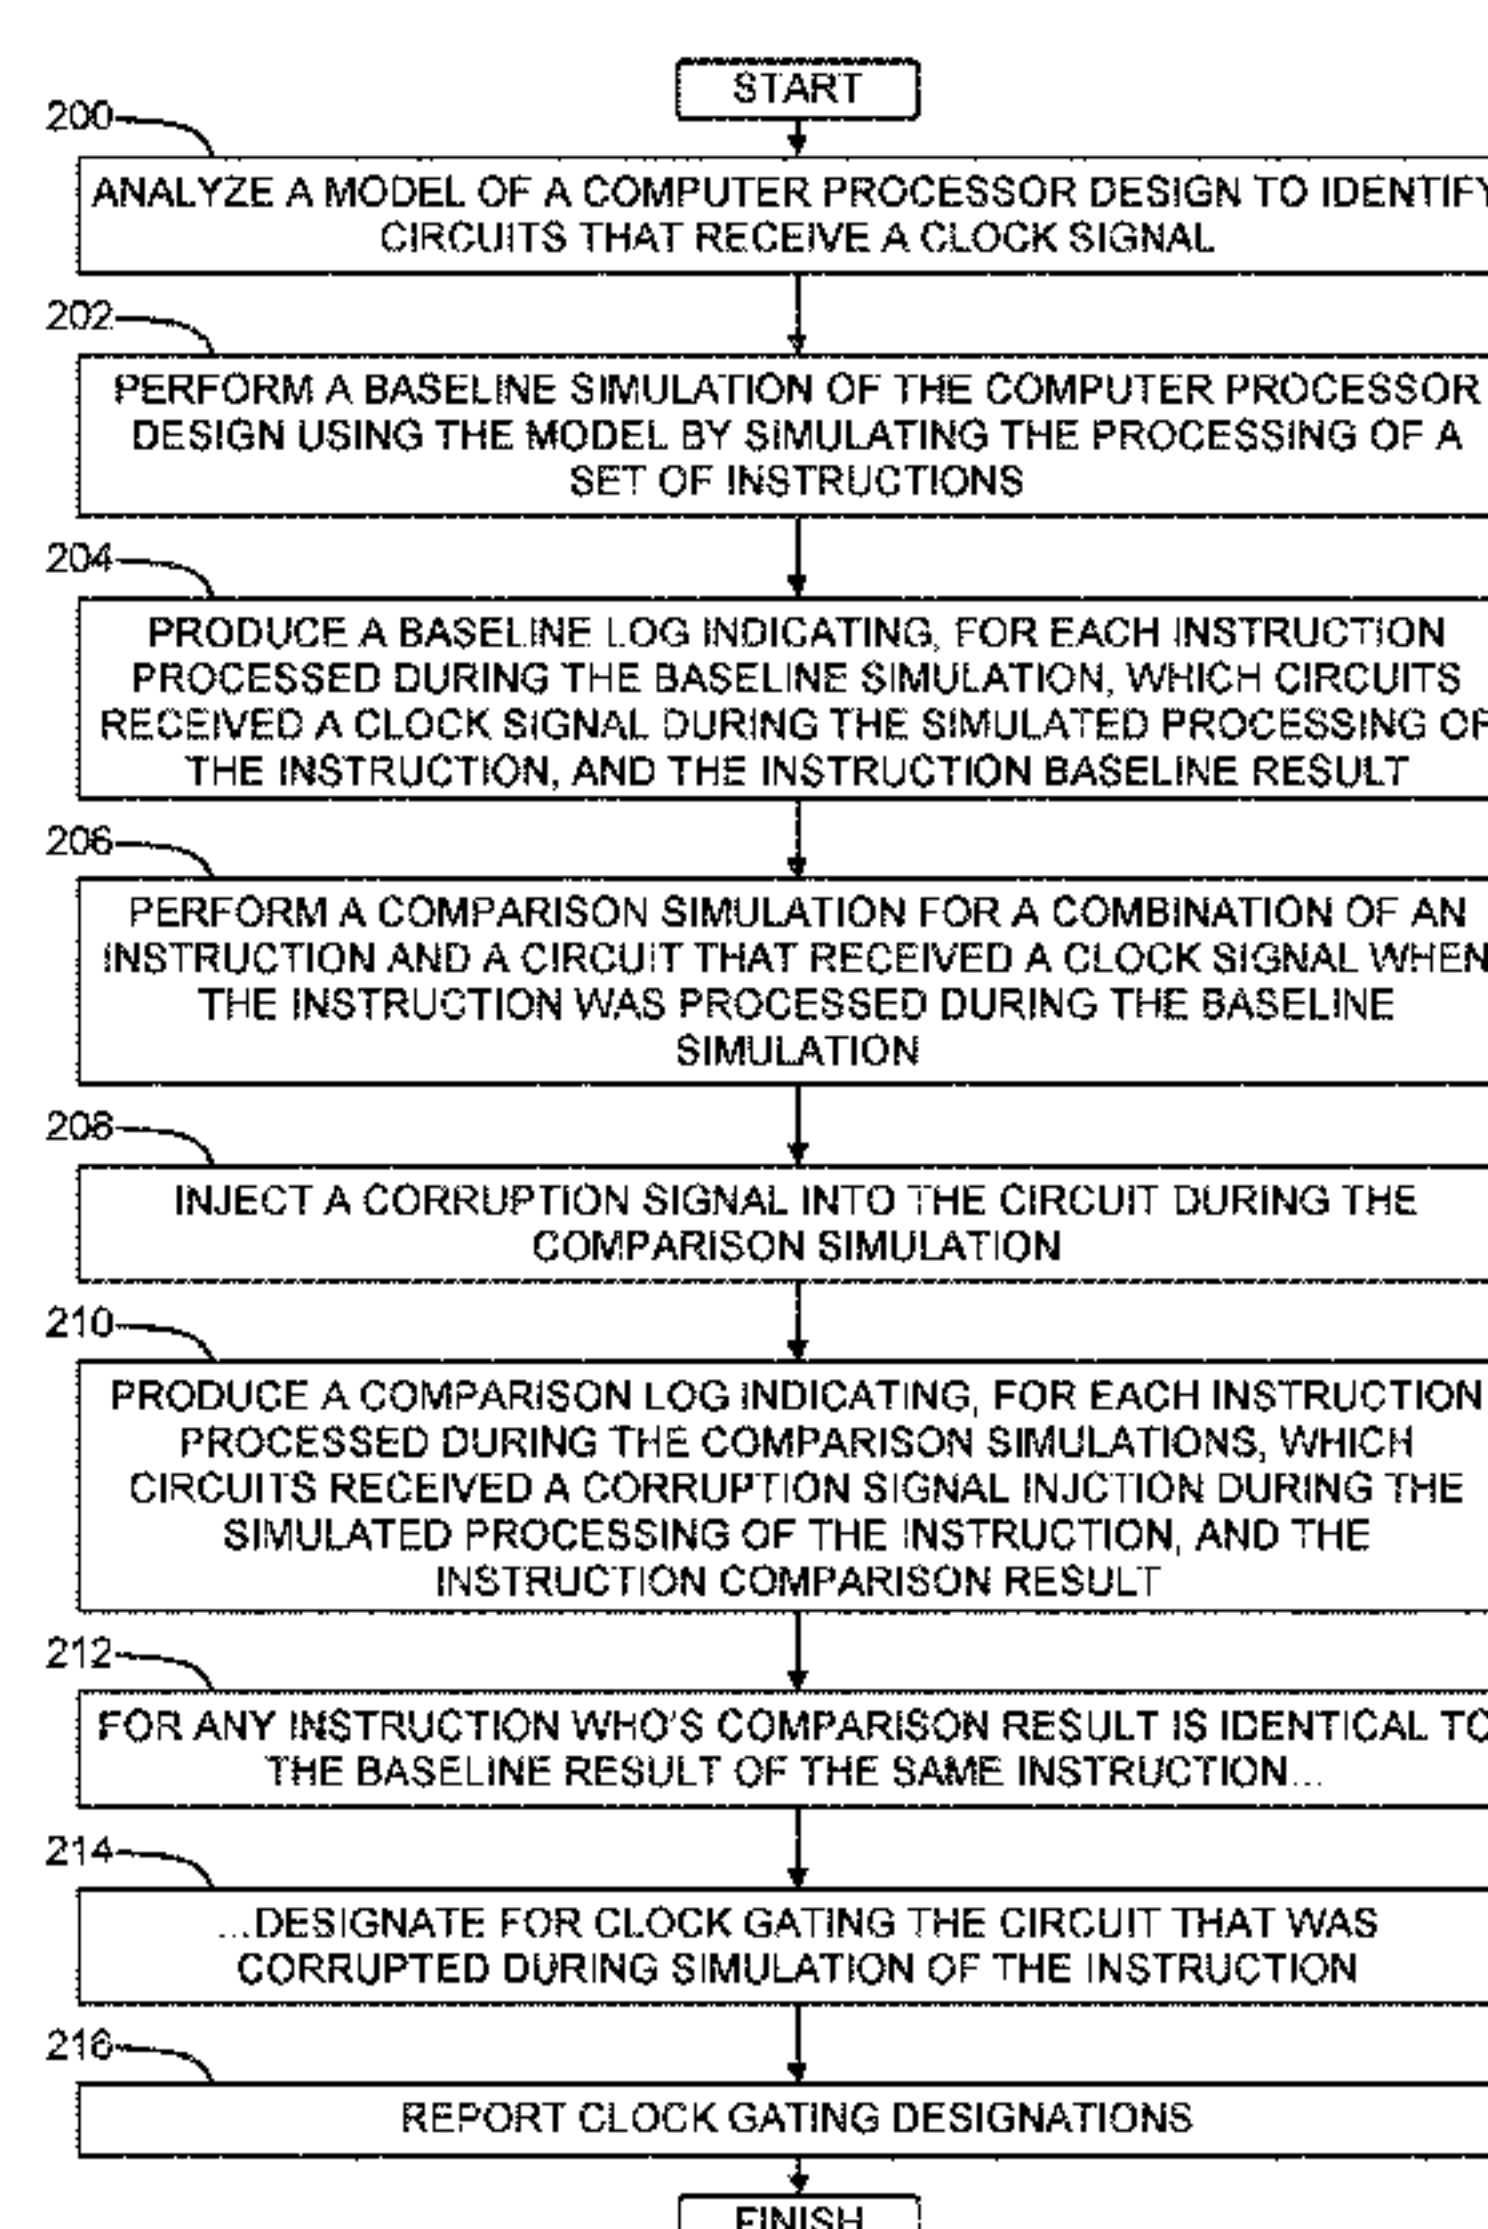 START
200
ANALYZE A MODEL OF A COMPUTER PROCESSOR DESIGN TO IDENTIFY
CIRCUITS THAT RECEIVE A CLOCK SIGNAL
202
PERFORM A BASELINE SIMULATION OF THE COMPUTER PROCESSOR
DESIGN USING THE MODEL BY SIMULATING THE PROCESSING OF A
SET OF INSTRUCTIONS
204
PRODUCE A BASELINE LOG INDICATING, FOR EACH INSTRUCTION
PROCESSED DURING THE BASELINE SIMULATION, WHICH CIRCUITS
RECEIVED A CLOCK SIGNAL DURING THE SIMULATED PROCESSING OF
THE INSTRUCTION, AND THE INSTRUCTION BASELINE RESULT
206
PERFORM A COMPARISON SIMULATION FOR A COMBINATION OF AN
INSTRUCTION AND A CIRCUIT THAT RECEIVED A CLOCK SIGNAL WHEN
THE INSTRUCTION WAS PROCESSED DURING THE BASELINE
SIMULATION
208
INJECT A CORRUPTION SIGNAL INTO THE CIRCUIT DURING THE
COMPARISON SIMULATION
210
PRODUCE A COMPARISON LOG INDICATING, FOR EACH INSTRUCTION
PROCESSED DURING THE COMPARISON SIMULATIONS, WHICH
CIRCUITS RECEIVED A CORRUPTION SIGNAL INJCTION DURING THE
SIMULATED PROCESSING OF THE INSTRUCTION, AND THE
INSTRUCTION COMPARISON RESULT
212
FOR ANY INSTRUCTION WHO'S COMPARISON RESULT IS IDENTICAL TO
THE BASELINE RESULT OF THE SAME INSTRUCTION...
214
...DESIGNATE FOR CLOCK GATING THE CIRCUIT THAT WAS
CORRUPTED DURING SIMULATION OF THE INSTRUCTION
216
REPORT CLOCK GATING DESIGNATIONS
FINISH